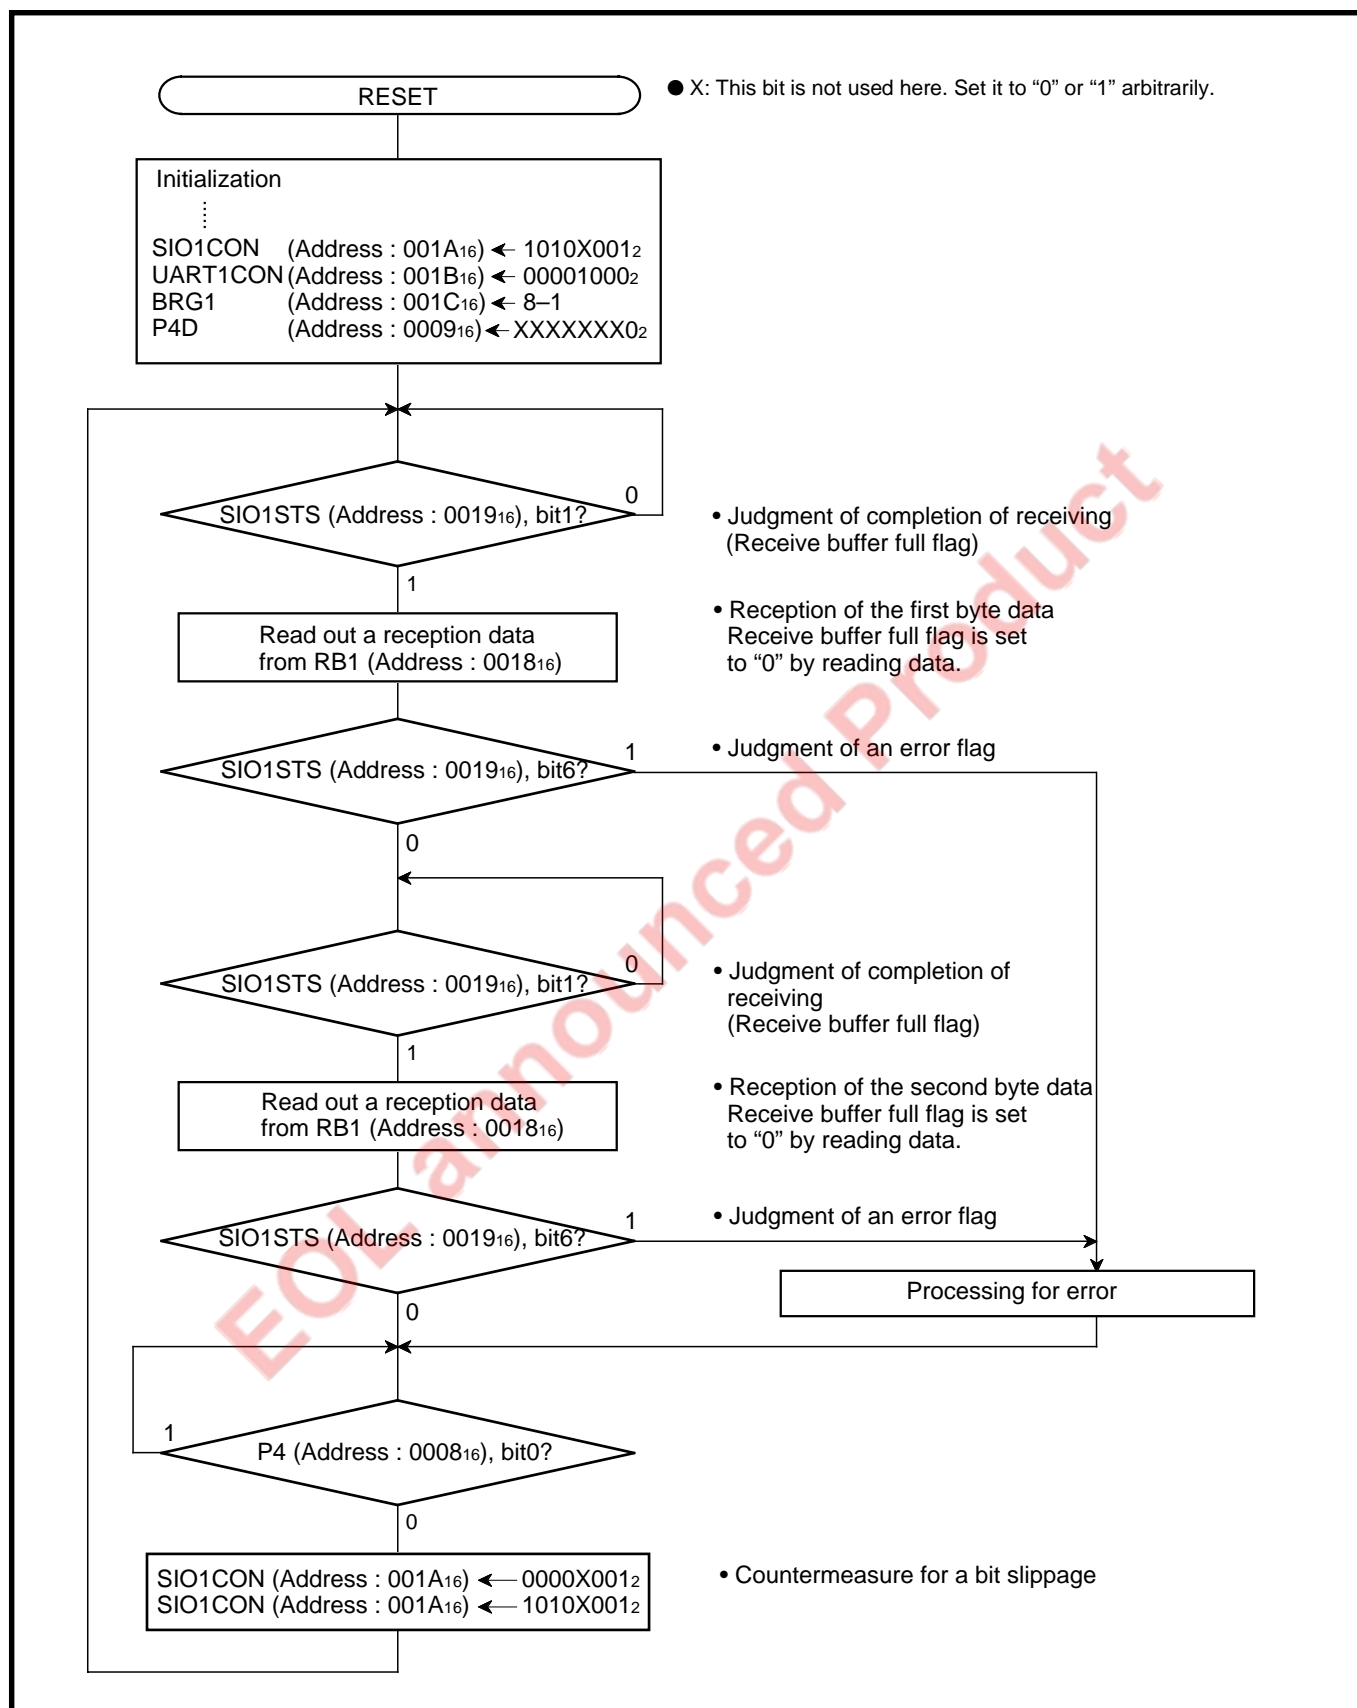 RESET
● X: This bit is not used here. Set it to “0” or “1” arbitrarily.
Initialization
SIO1CON (Address : 001A16) ← 1010X0012
UART1CON (Address : 001B16) ← 000010002
BRG1 (Address : 001C16) ← 8–1
P4D (Address : 000916) ← XXXXXXX02
SIO1STS (Address : 001916), bit1?
0
• Judgment of completion of receiving
(Receive buffer full flag)
1
Read out a reception data
from RB1 (Address : 001816)
• Reception of the first byte data
Receive buffer full flag is set
to “0” by reading data.
SIO1STS (Address : 001916), bit6?
1
• Judgment of an error flag
0
SIO1STS (Address : 001916), bit1?
0
• Judgment of completion of
receiving
(Receive buffer full flag)
1
Read out a reception data
from RB1 (Address : 001816)
• Reception of the second byte data
Receive buffer full flag is set
to “0” by reading data.
SIO1STS (Address : 001916), bit6?
1
• Judgment of an error flag
Processing for error
0
1
P4 (Address : 000816), bit0?
0
SIO1CON (Address : 001A16) ← 0000X0012
SIO1CON (Address : 001A16) ← 1010X0012
• Countermeasure for a bit slippage
EOL announced Product